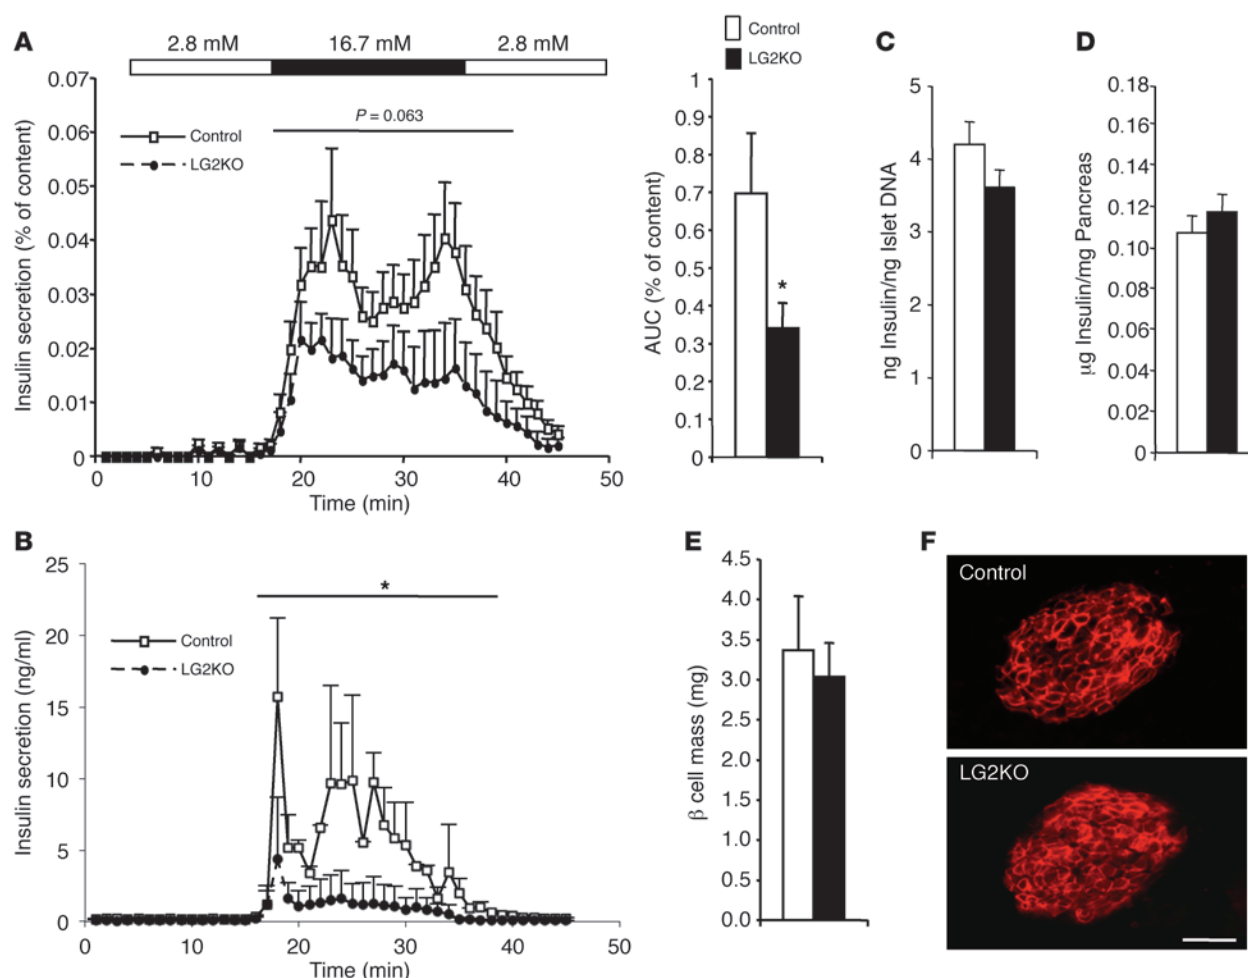 A
2.8 mM
16.7 mM
2.8 mM
Insulin secretion (% of content)
0.07
0.06
0.05
0.04
0.03
0.02
0.01
0
P = 0.063
Control
LG2KO
0
10
20
30
40
50
Time (min)
Control
LG2KO
AUC (% of content)
1
0.9
0.8
0.7
0.6
0.5
0.4
0.3
0.2
0.1
0
*
C
ng Insulin/ng Islet DNA
5
4
3
2
1
0
D
µg Insulin/mg Pancreas
0.18
0.16
0.14
0.12
0.10
0.08
0.06
0.04
0.02
0
B
Insulin secretion (ng/ml)
25
20
15
10
5
0
*
Control
LG2KO
0
10
20
30
40
50
Time (min)
E
β cell mass (mg)
4.5
4.0
3.5
3.0
2.5
2.0
1.5
1.0
0.5
0.0
F
Control
LG2KO